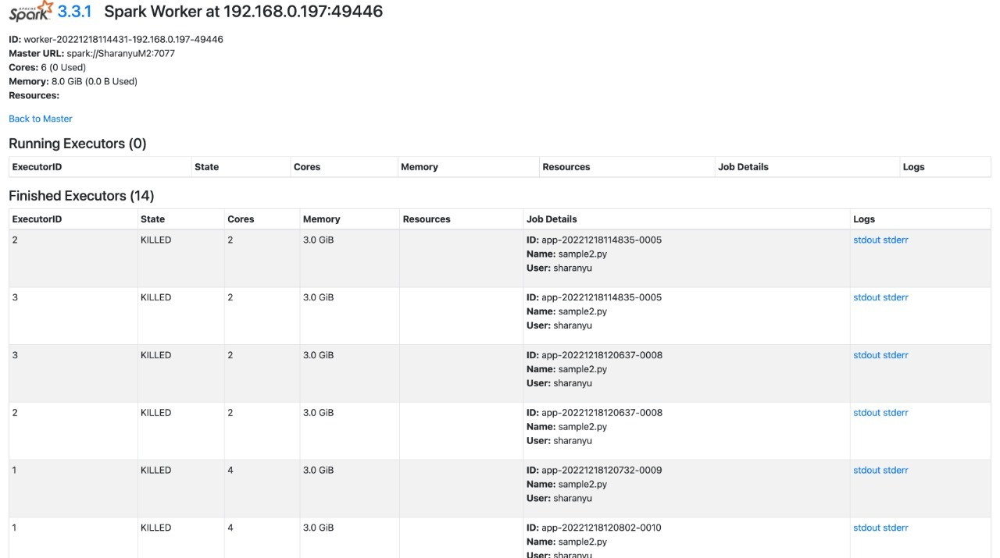 APACHE
Spark 3.3.1 Spark Worker at 192.168.0.197:49446
ID: worker-20221218114431-192.168.0.197-49446
Master URL: spark://SharanyuM2:7077
Cores: 6 (0 Used)
Memory: 8.0 GiB (0.0 B Used)
Resources:
Back to Master
Running Executors (0)
ExecutorID State Cores Memory Resources Job Details Logs
Finished Executors (14)
ExecutorID State Cores Memory Resources Job Details Logs
2 KILLED 2 3.0 GiB ID: app-20221218114835-0005 stdout stderr
Name: sample2.py
User: sharanyu
3 KILLED 2 3.0 GiB ID: app-20221218114835-0005 stdout stderr
Name: sample2.py
User: sharanyu
3 KILLED 2 3.0 GiB ID: app-20221218120637-0008 stdout stderr
Name: sample2.py
User: sharanyu
2 KILLED 2 3.0 GiB ID: app-20221218120637-0008 stdout stderr
Name: sample2.py
User: sharanyu
1 KILLED 4 3.0 GiB ID: app-20221218120732-0009 stdout stderr
Name: sample2.py
User: sharanyu
1 KILLED 4 3.0 GiB ID: app-20221218120802-0010 stdout stderr
Name: sample2.py
User: sharanyu